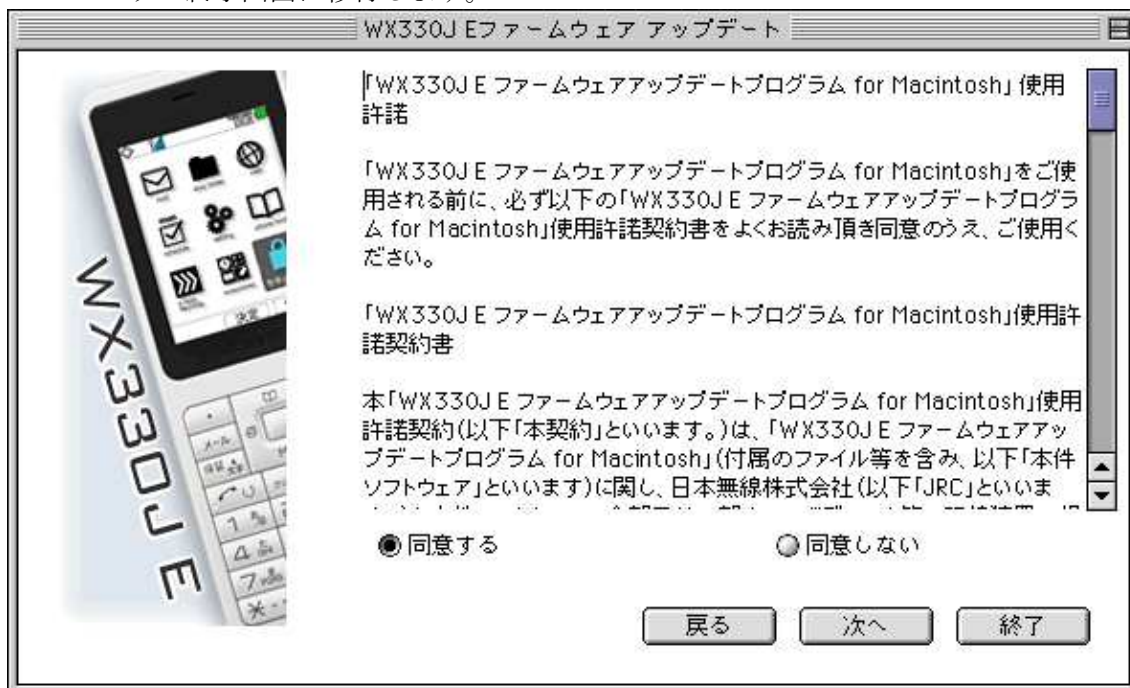 WX330J Eファームウェア アップデート
「WX330J E ファームウェアアップデートプログラム for Macintosh」 使用
許諾
「WX330J E ファームウェアアップデートプログラム for Macintosh」をご使
用される前に、必ず以下の「WX330J E ファームウェアアップデートプログラ
ム for Macintosh」使用許諾契約書をよくお読み頂き同意のうえ、ご使用く
ださい。
「WX330J E ファームウェアアップデートプログラム for Macintosh」使用許
諾契約書
本「WX330J E ファームウェアアップデートプログラム for Macintosh」使用
許諾契約(以下「本契約」といいます。)は、「WX330J E ファームウェアアッ
プデートプログラム for Macintosh」(付属のファイル等を含み、以下「本件
ソフトウェア」といいます)に関し、日本無線株式会社(以下「JRC」といいま
同意する
同意しない
戻る
次へ
終了
WX330J E
決定
メール
1
4
7
*